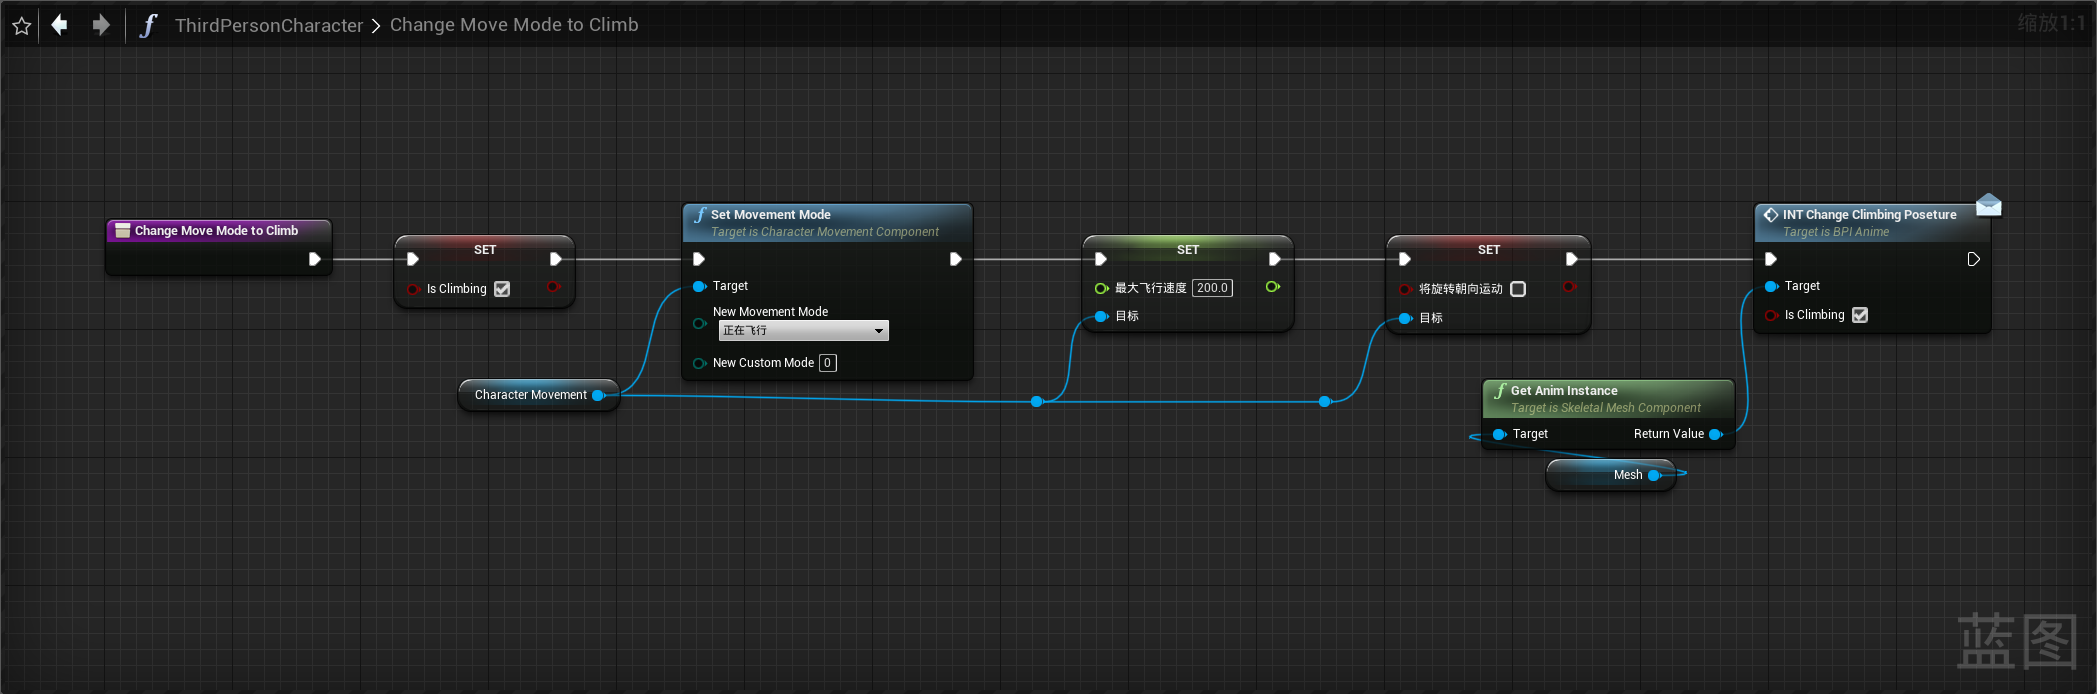 ThirdPersonCharacter > Change Move Mode to Climb
缩放1:1
Change Move Mode to Climb
SET
Is Climbing
Set Movement Mode
Target is Character Movement Component
Target
New Movement Mode
正在飞行
New Custom Mode 0
Character Movement
SET
最大飞行速度 200.0
目标
SET
将旋转朝向运动
目标
INT Change Climbing Poseture
Target is BPI Anime
Target
Is Climbing
Get Anim Instance
Target is Skeletal Mesh Component
Target Return Value
Mesh
蓝图